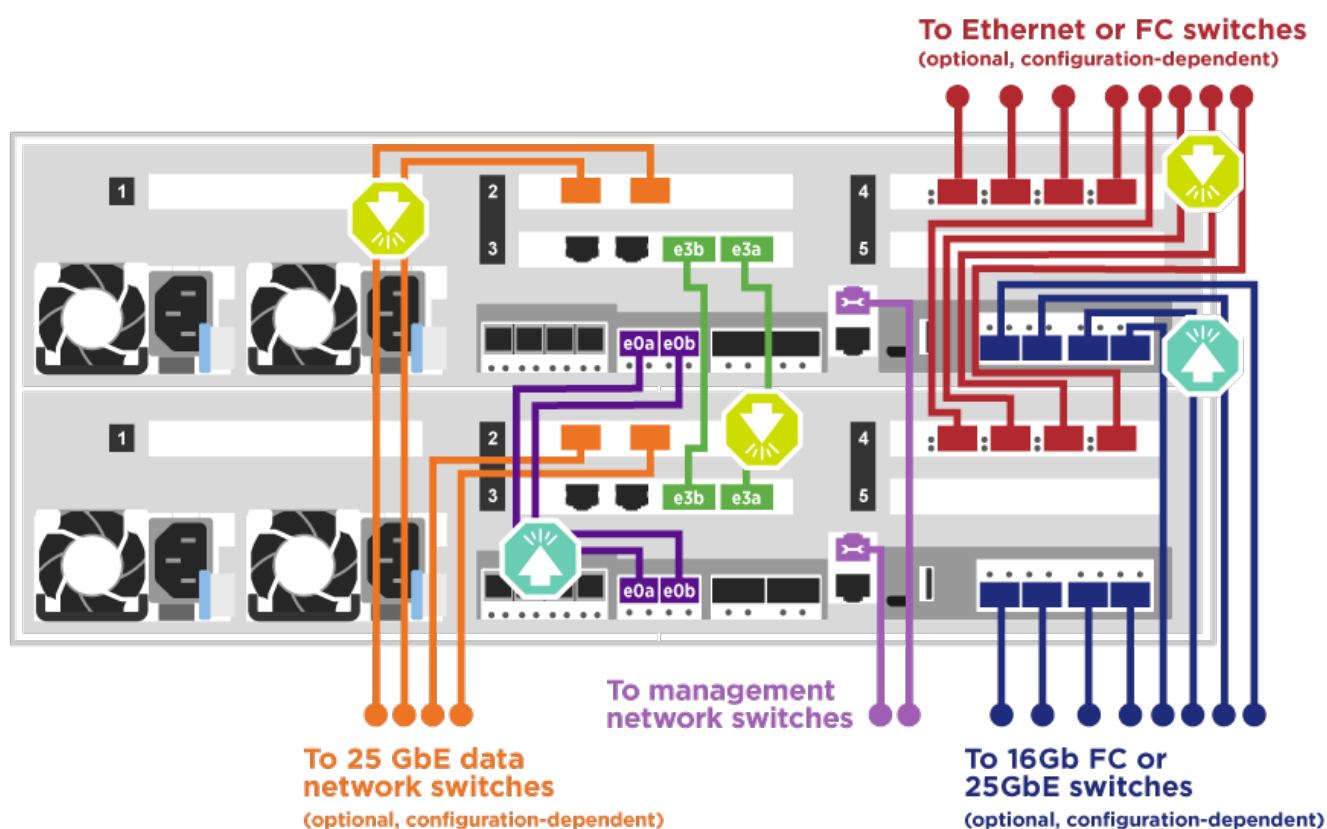 To Ethernet or FC switches
(optional, configuration-dependent)
1
2
4
3
e3b
e3a
5
e0a
e0b
1
2
4
3
e3b
e3a
5
e0a
e0b
To management
network switches
To 25 GbE data
network switches
(optional, configuration-dependent)
To 16Gb FC or
25GbE switches
(optional, configuration-dependent)